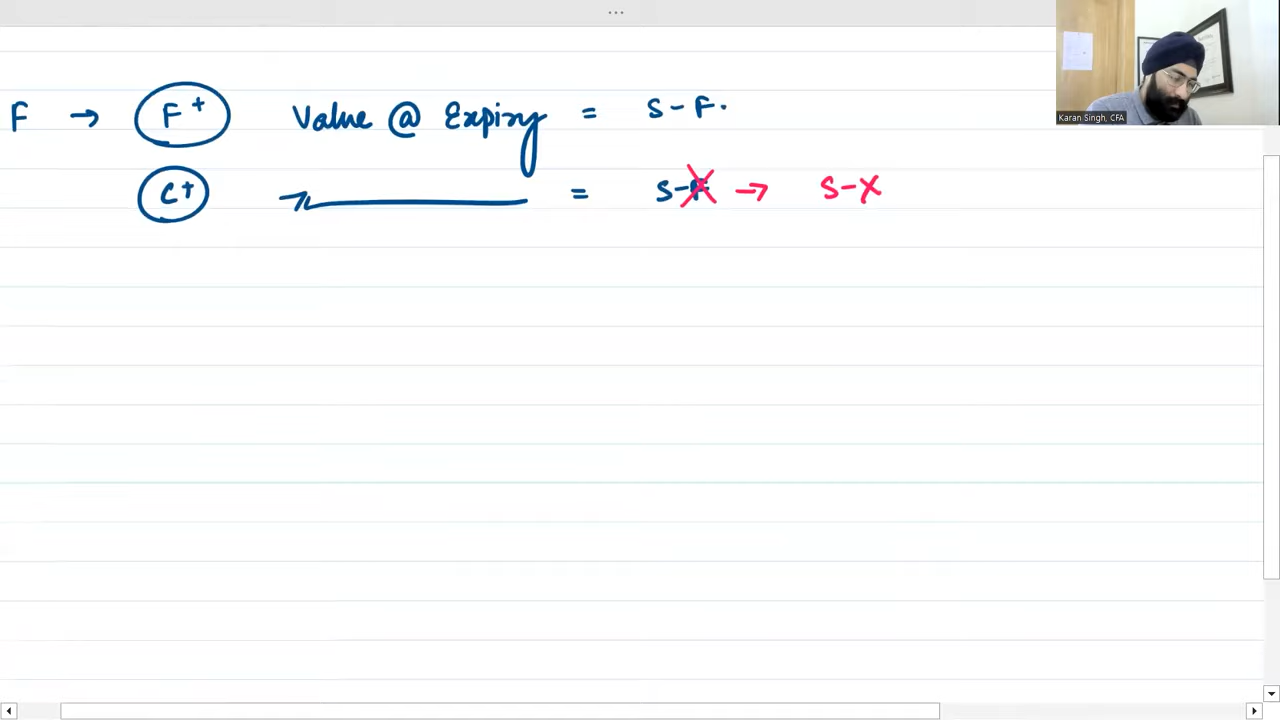 F → F+ Value @ Expiry = S-F.
C+ = S-F → S-X
Karan Singh, CFA